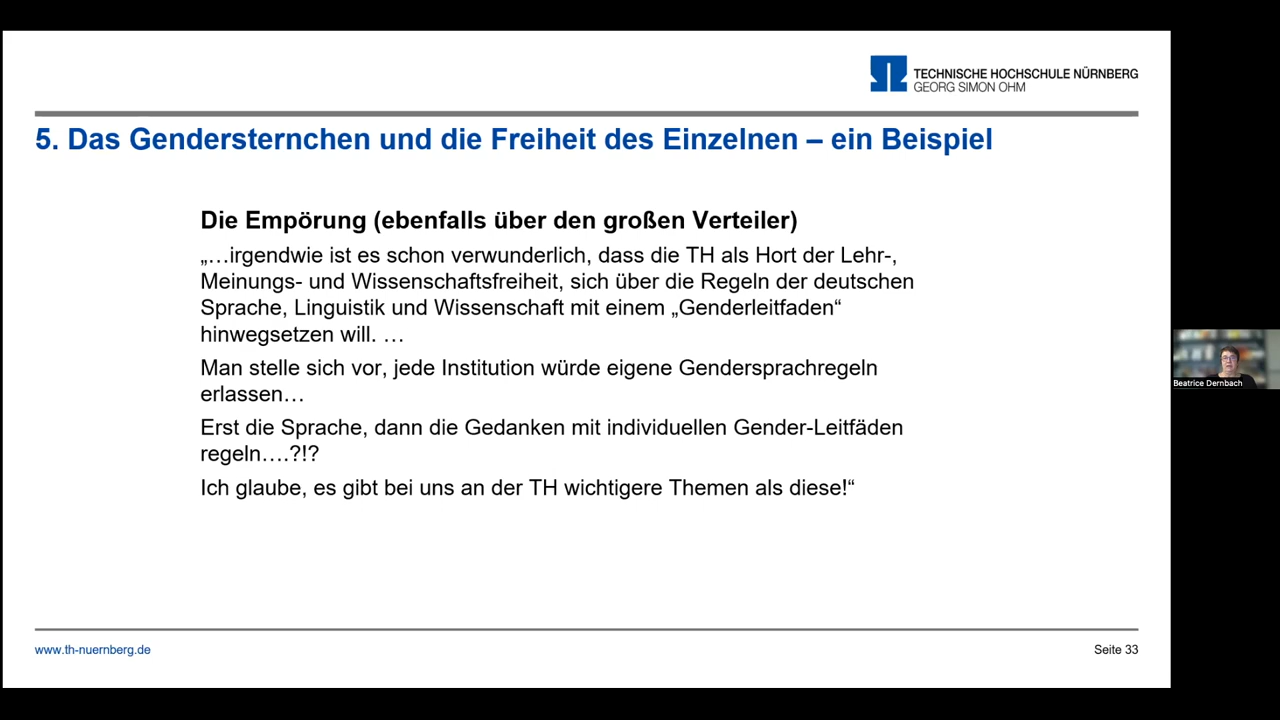 TECHNISCHE HOCHSCHULE NÜRNBERG
GEORG SIMON OHM
5. Das Gendersternchen und die Freiheit des Einzelnen – ein Beispiel
Die Empörung (ebenfalls über den großen Verteiler)
„…irgendwie ist es schon verwunderlich, dass die TH als Hort der Lehr-,
Meinungs- und Wissenschaftsfreiheit, sich über die Regeln der deutschen
Sprache, Linguistik und Wissenschaft mit einem „Genderleitfaden“
hinwegsetzen will. …
Man stelle sich vor, jede Institution würde eigene Gendersprachregeln
erlassen…
Erst die Sprache, dann die Gedanken mit individuellen Gender-Leitfäden
regeln….?!?
Ich glaube, es gibt bei uns an der TH wichtigere Themen als diese!“
Beatrice Dernbach
www.th-nuernberg.de
Seite 33